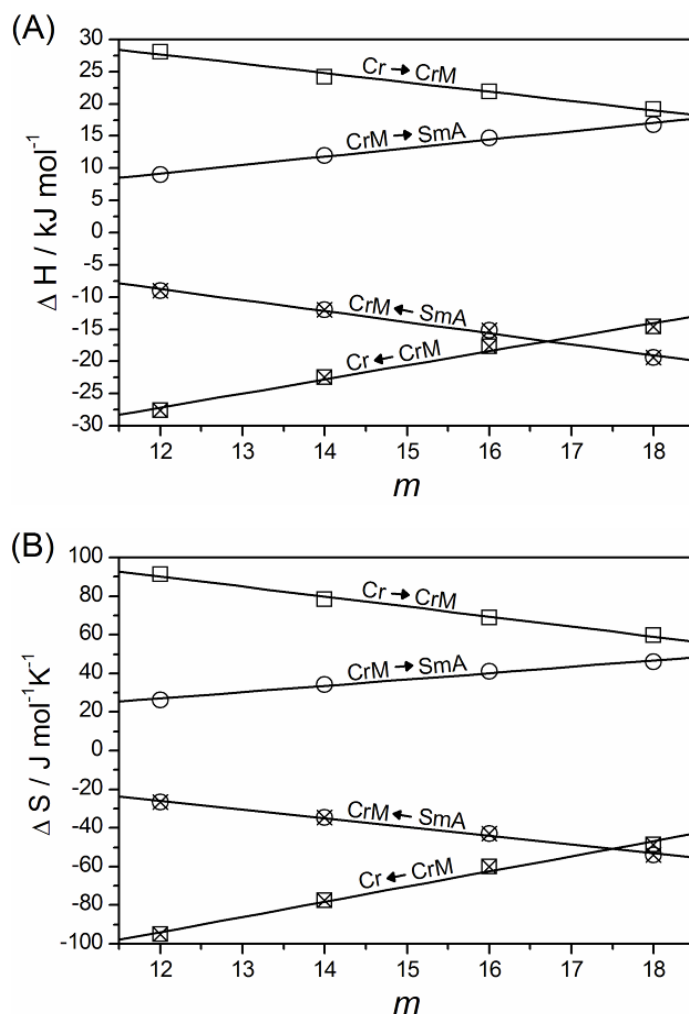 (A)
30
25
20
15
10
5
0
-5
-10
-15
-20
-25
-30
Δ H / kJ mol⁻¹
Cr → CrM
CrM → SmA
CrM ← SmA
Cr ← CrM
12 13 14 15 16 17 18
m
(B)
100
80
60
40
20
0
-20
-40
-60
-80
-100
Δ S / J mol⁻¹K⁻¹
Cr → CrM
CrM → SmA
CrM ← SmA
Cr ← CrM
12 13 14 15 16 17 18
m